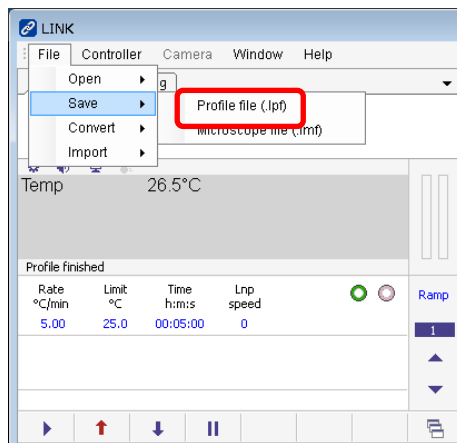 LINK
File Controller Camera Window Help
Open
g
Save
Profile file (.lpf)
Convert
Microscope file (.lmf)
Import
Temp 26.5°C
Profile finished
Rate Limit Time Lnp
°C/min °C h:m:s speed
Ramp
5.00 25.0 00:05:00 0
1